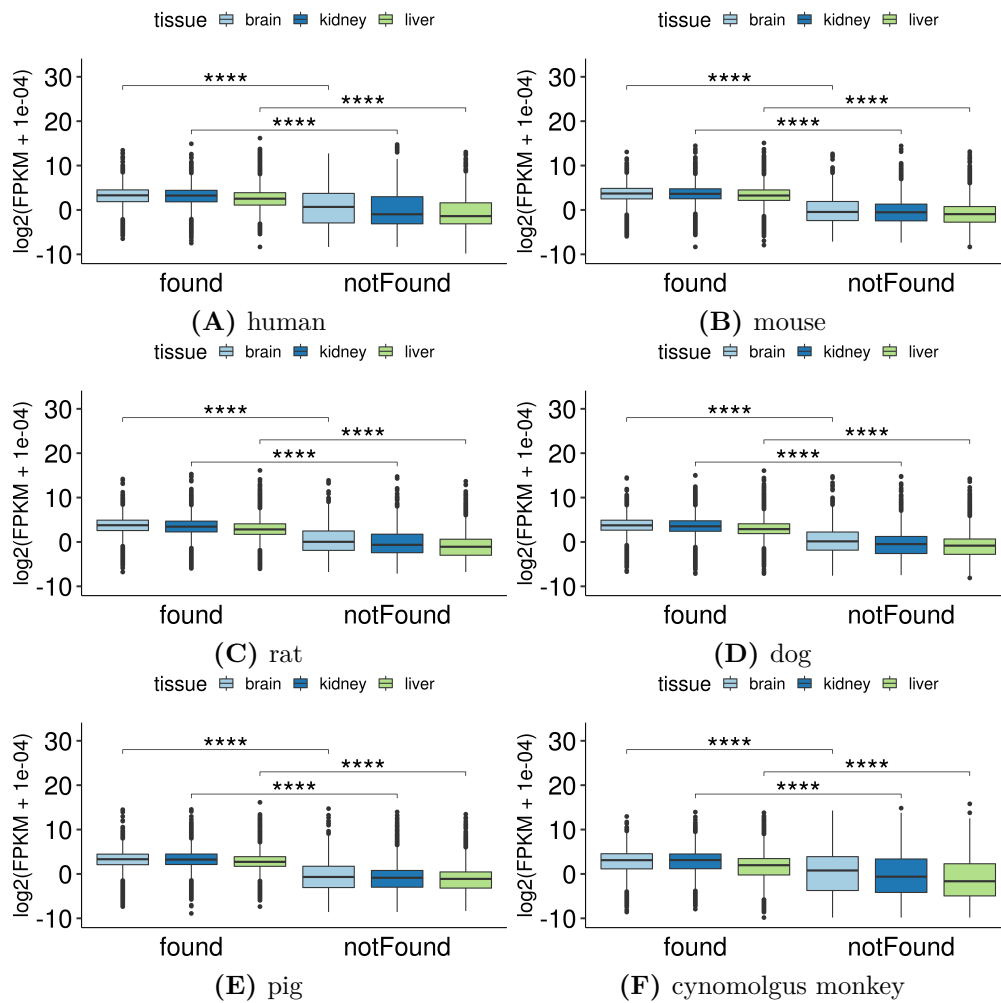 tissue brain kidney liver
log2(FPKM + 1e-04)
30
20
10
0
-10
****
****
****
found notFound
(A) human
tissue brain kidney liver
log2(FPKM + 1e-04)
30
20
10
0
-10
****
****
****
found notFound
(B) mouse
tissue brain kidney liver
log2(FPKM + 1e-04)
30
20
10
0
-10
****
****
****
found notFound
(C) rat
tissue brain kidney liver
log2(FPKM + 1e-04)
30
20
10
0
-10
****
****
****
found notFound
(D) dog
tissue brain kidney liver
log2(FPKM + 1e-04)
30
20
10
0
-10
****
****
****
found notFound
(E) pig
tissue brain kidney liver
log2(FPKM + 1e-04)
30
20
10
0
-10
****
****
****
found notFound
(F) cynomolgus monkey